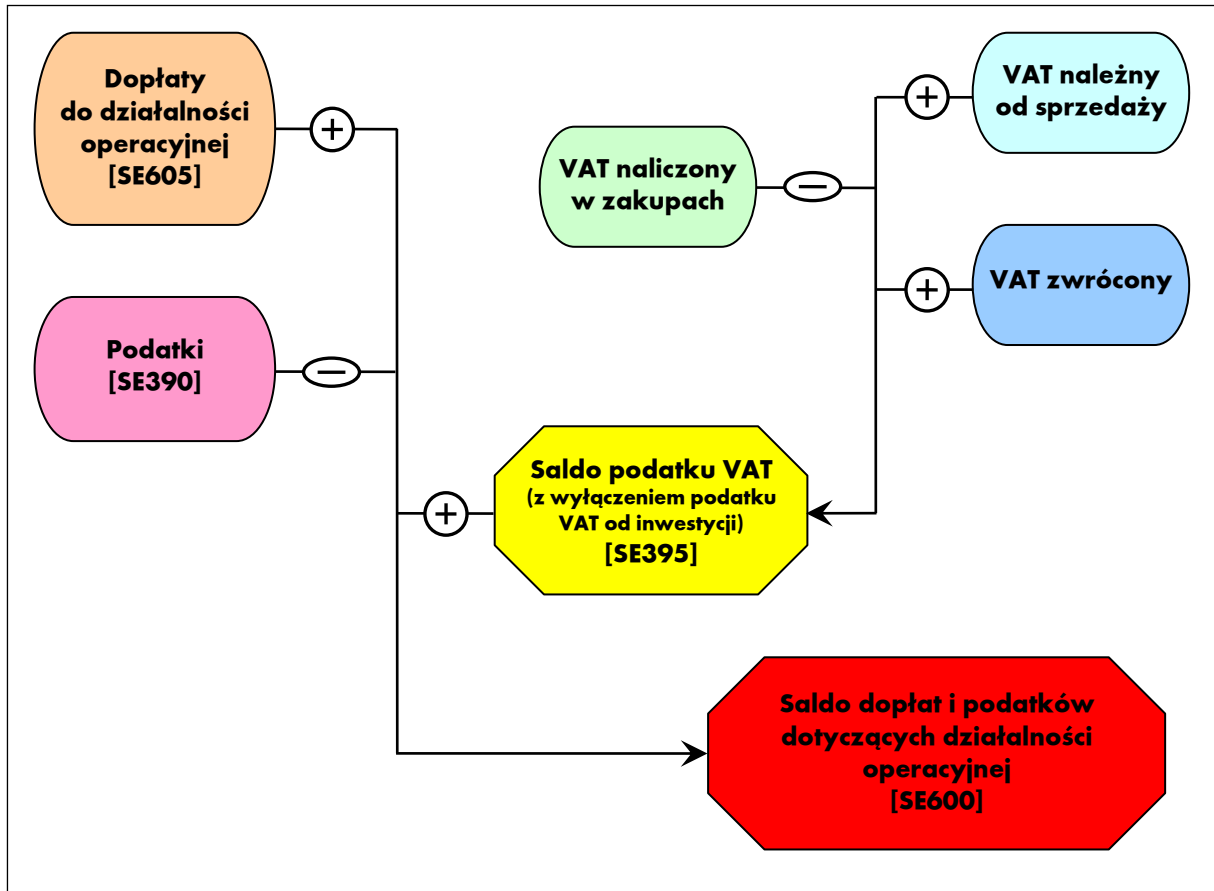 Dopłaty
do działalności
operacyjnej
[SE605]
+
VAT należny
od sprzedaży
+
VAT naliczony
w zakupach
−
VAT zwrócony
+
Podatki
[SE390]
−
Saldo podatku VAT
(z wyłączeniem podatku
VAT od inwestycji)
[SE395]
+
Saldo dopłat i podatków
dotyczących działalności
operacyjnej
[SE600]